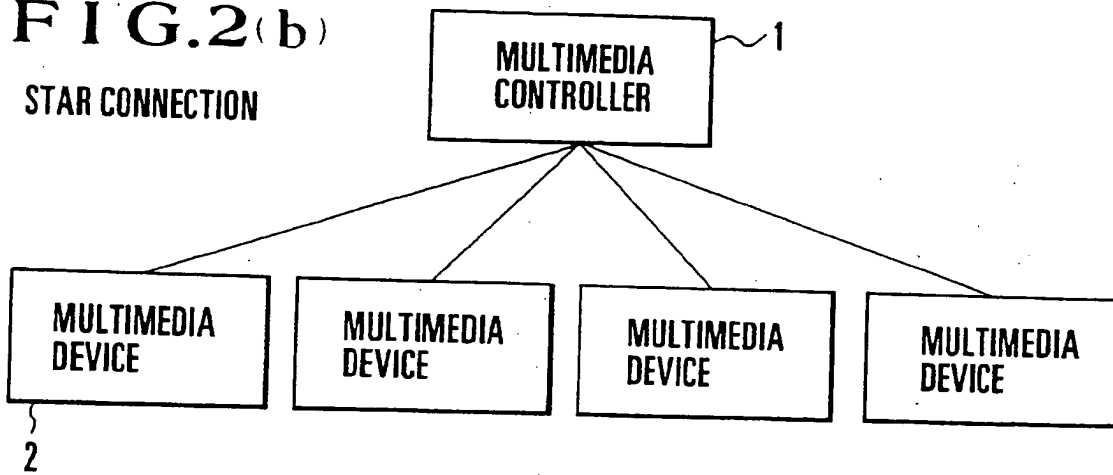 FIG.2(b)
STAR CONNECTION
MULTIMEDIA
CONTROLLER
1
MULTIMEDIA
DEVICE
2
MULTIMEDIA
DEVICE
MULTIMEDIA
DEVICE
MULTIMEDIA
DEVICE